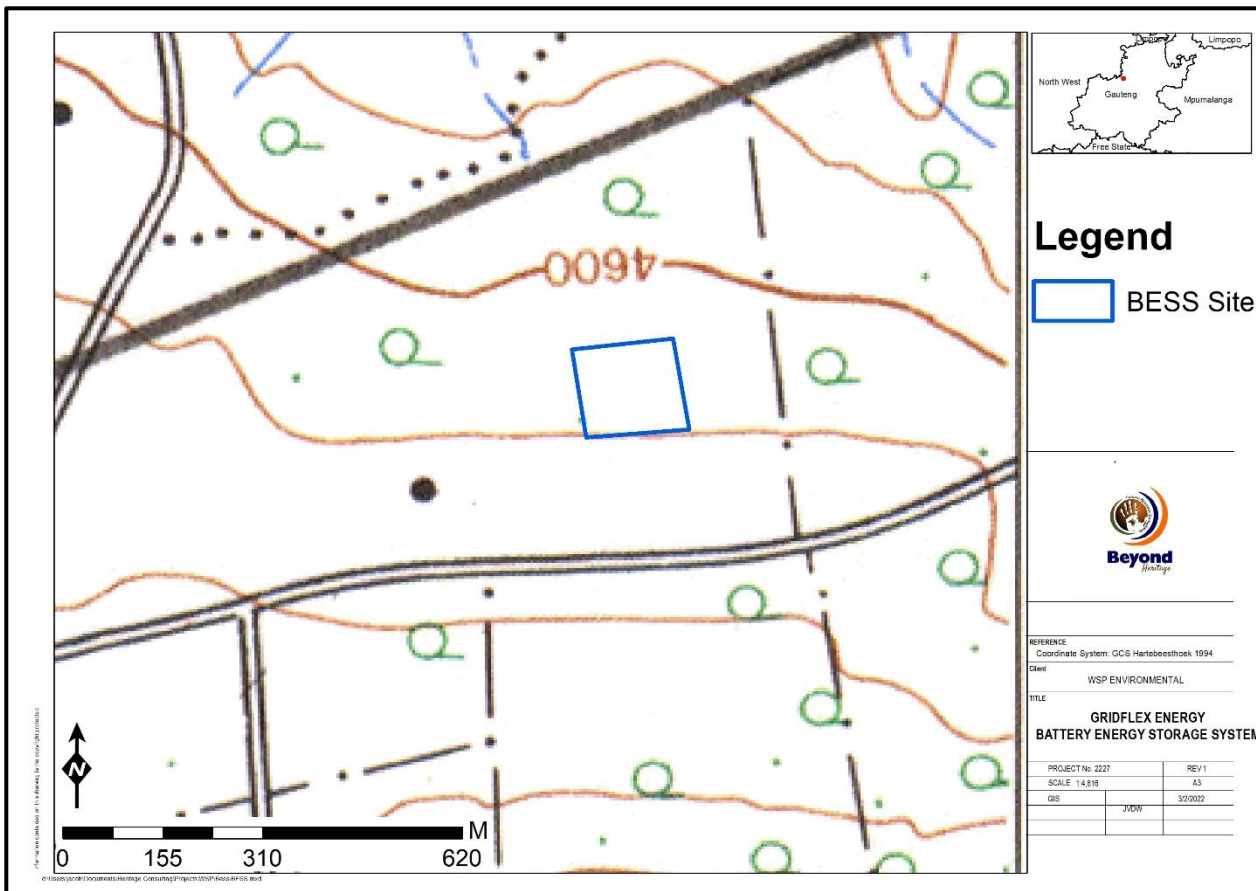 4600
0 155 310 620 M
N
Limpopo Limpopo
North West
Gauteng
Mpumalanga
Free State
Legend
BESS Site
Beyond
Heritage
REFERENCE
Coordinate System: GCS Hartebeesthoek 1994
Client
WSP ENVIRONMENTAL
TITLE
GRIDFLEX ENERGY
BATTERY ENERGY STORAGE SYSTEM
PROJECT No. 2227 REV 1
SCALE 1:4,616 A3
GIS JVDW 3/2/2022